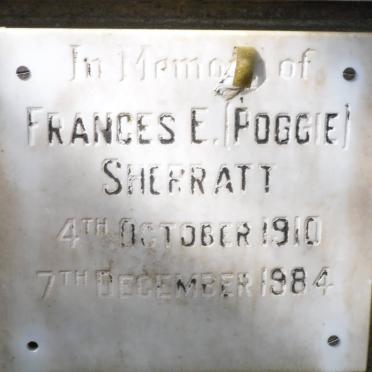 In Memory of
FRANCES E. (POGGIE)
SHERRATT
4TH OCTOBER 1910
7TH DECEMBER 1984